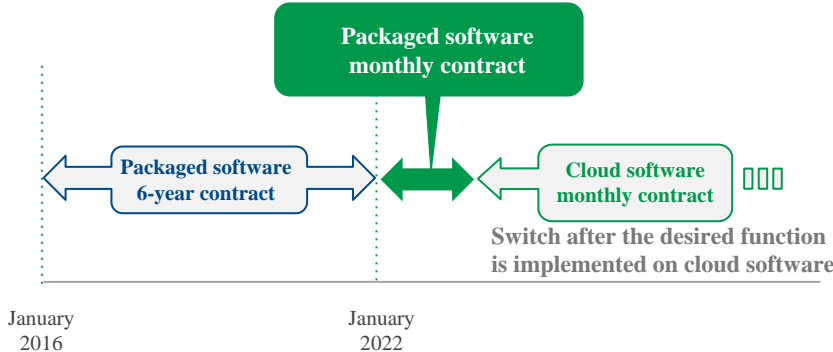 Packaged software
monthly contract
Packaged software
6-year contract
Cloud software
monthly contract
Switch after the desired function
is implemented on cloud software
January
2016
January
2022